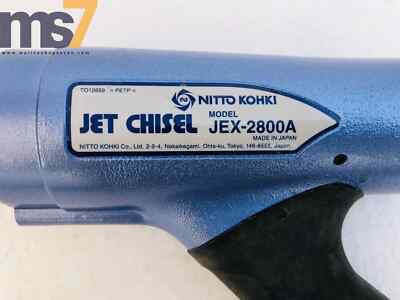 ms7
TO12669 >PETP<
NITTO KOHKI
JET CHISEL MODEL JEX-2800A
MADE IN JAPAN
NITTO KOHKI Co., Ltd. 2-9-4, Nakaikegami, Ohta-ku, Tokyo, 146-8555, Japan